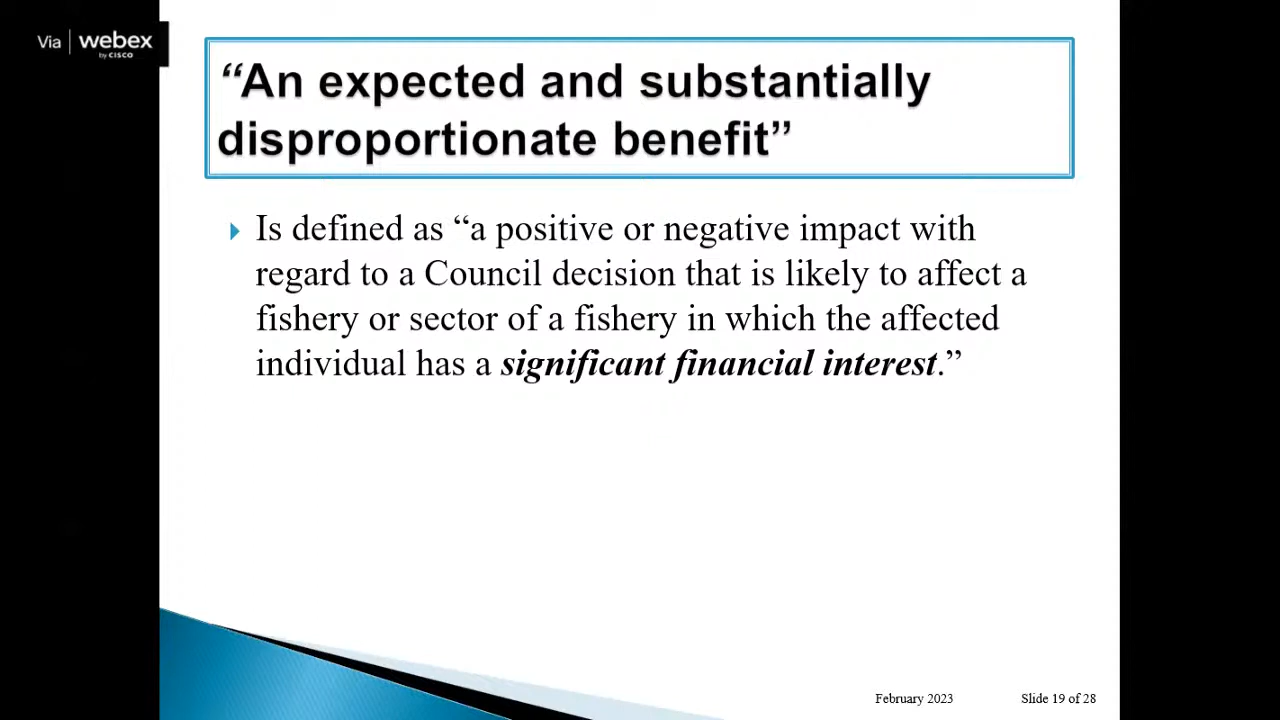 Via | webex
by CISCO
“An expected and substantially
disproportionate benefit”
Is defined as “a positive or negative impact with
regard to a Council decision that is likely to affect a
fishery or sector of a fishery in which the affected
individual has a significant financial interest.”
February 2023 Slide 19 of 28